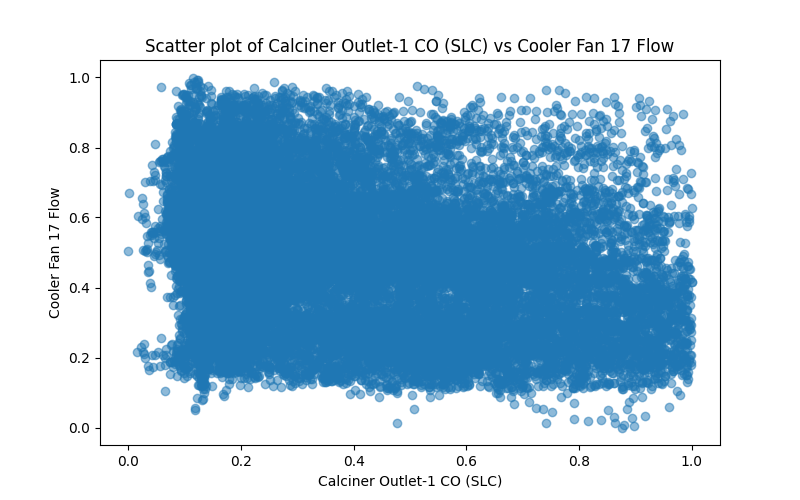 Scatter plot of Calciner Outlet-1 CO (SLC) vs Cooler Fan 17 Flow
1.0
0.8
0.6
0.4
0.2
0.0
Cooler Fan 17 Flow
0.0 0.2 0.4 0.6 0.8 1.0
Calciner Outlet-1 CO (SLC)